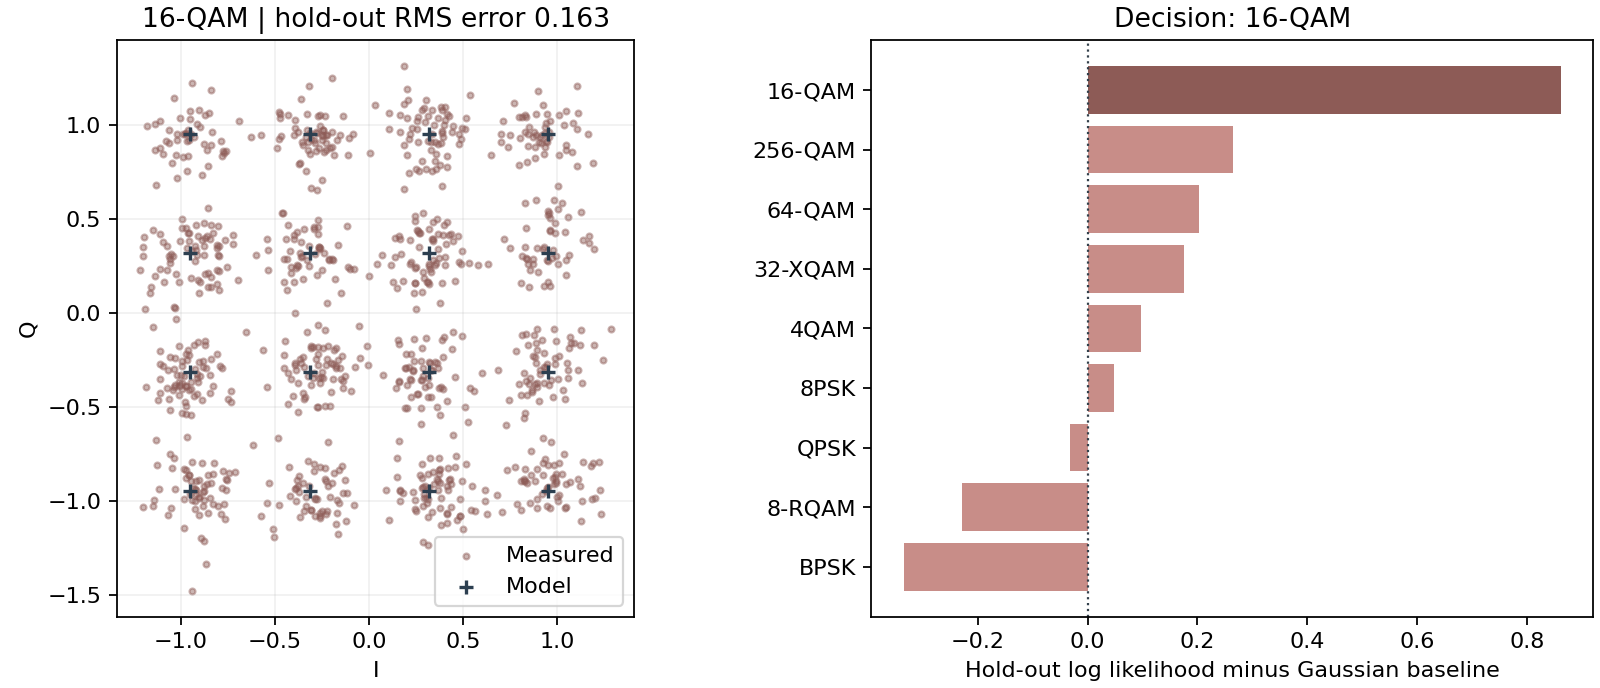 16-QAM | hold-out RMS error 0.163
Q
1.0
0.5
0.0
−0.5
−1.0
−1.5
Measured
Model
−1.0
−0.5
0.0
0.5
1.0
I
Decision: 16-QAM
16-QAM
256-QAM
64-QAM
32-XQAM
4QAM
8PSK
QPSK
8-RQAM
BPSK
−0.2
0.0
0.2
0.4
0.6
0.8
Hold-out log likelihood minus Gaussian baseline